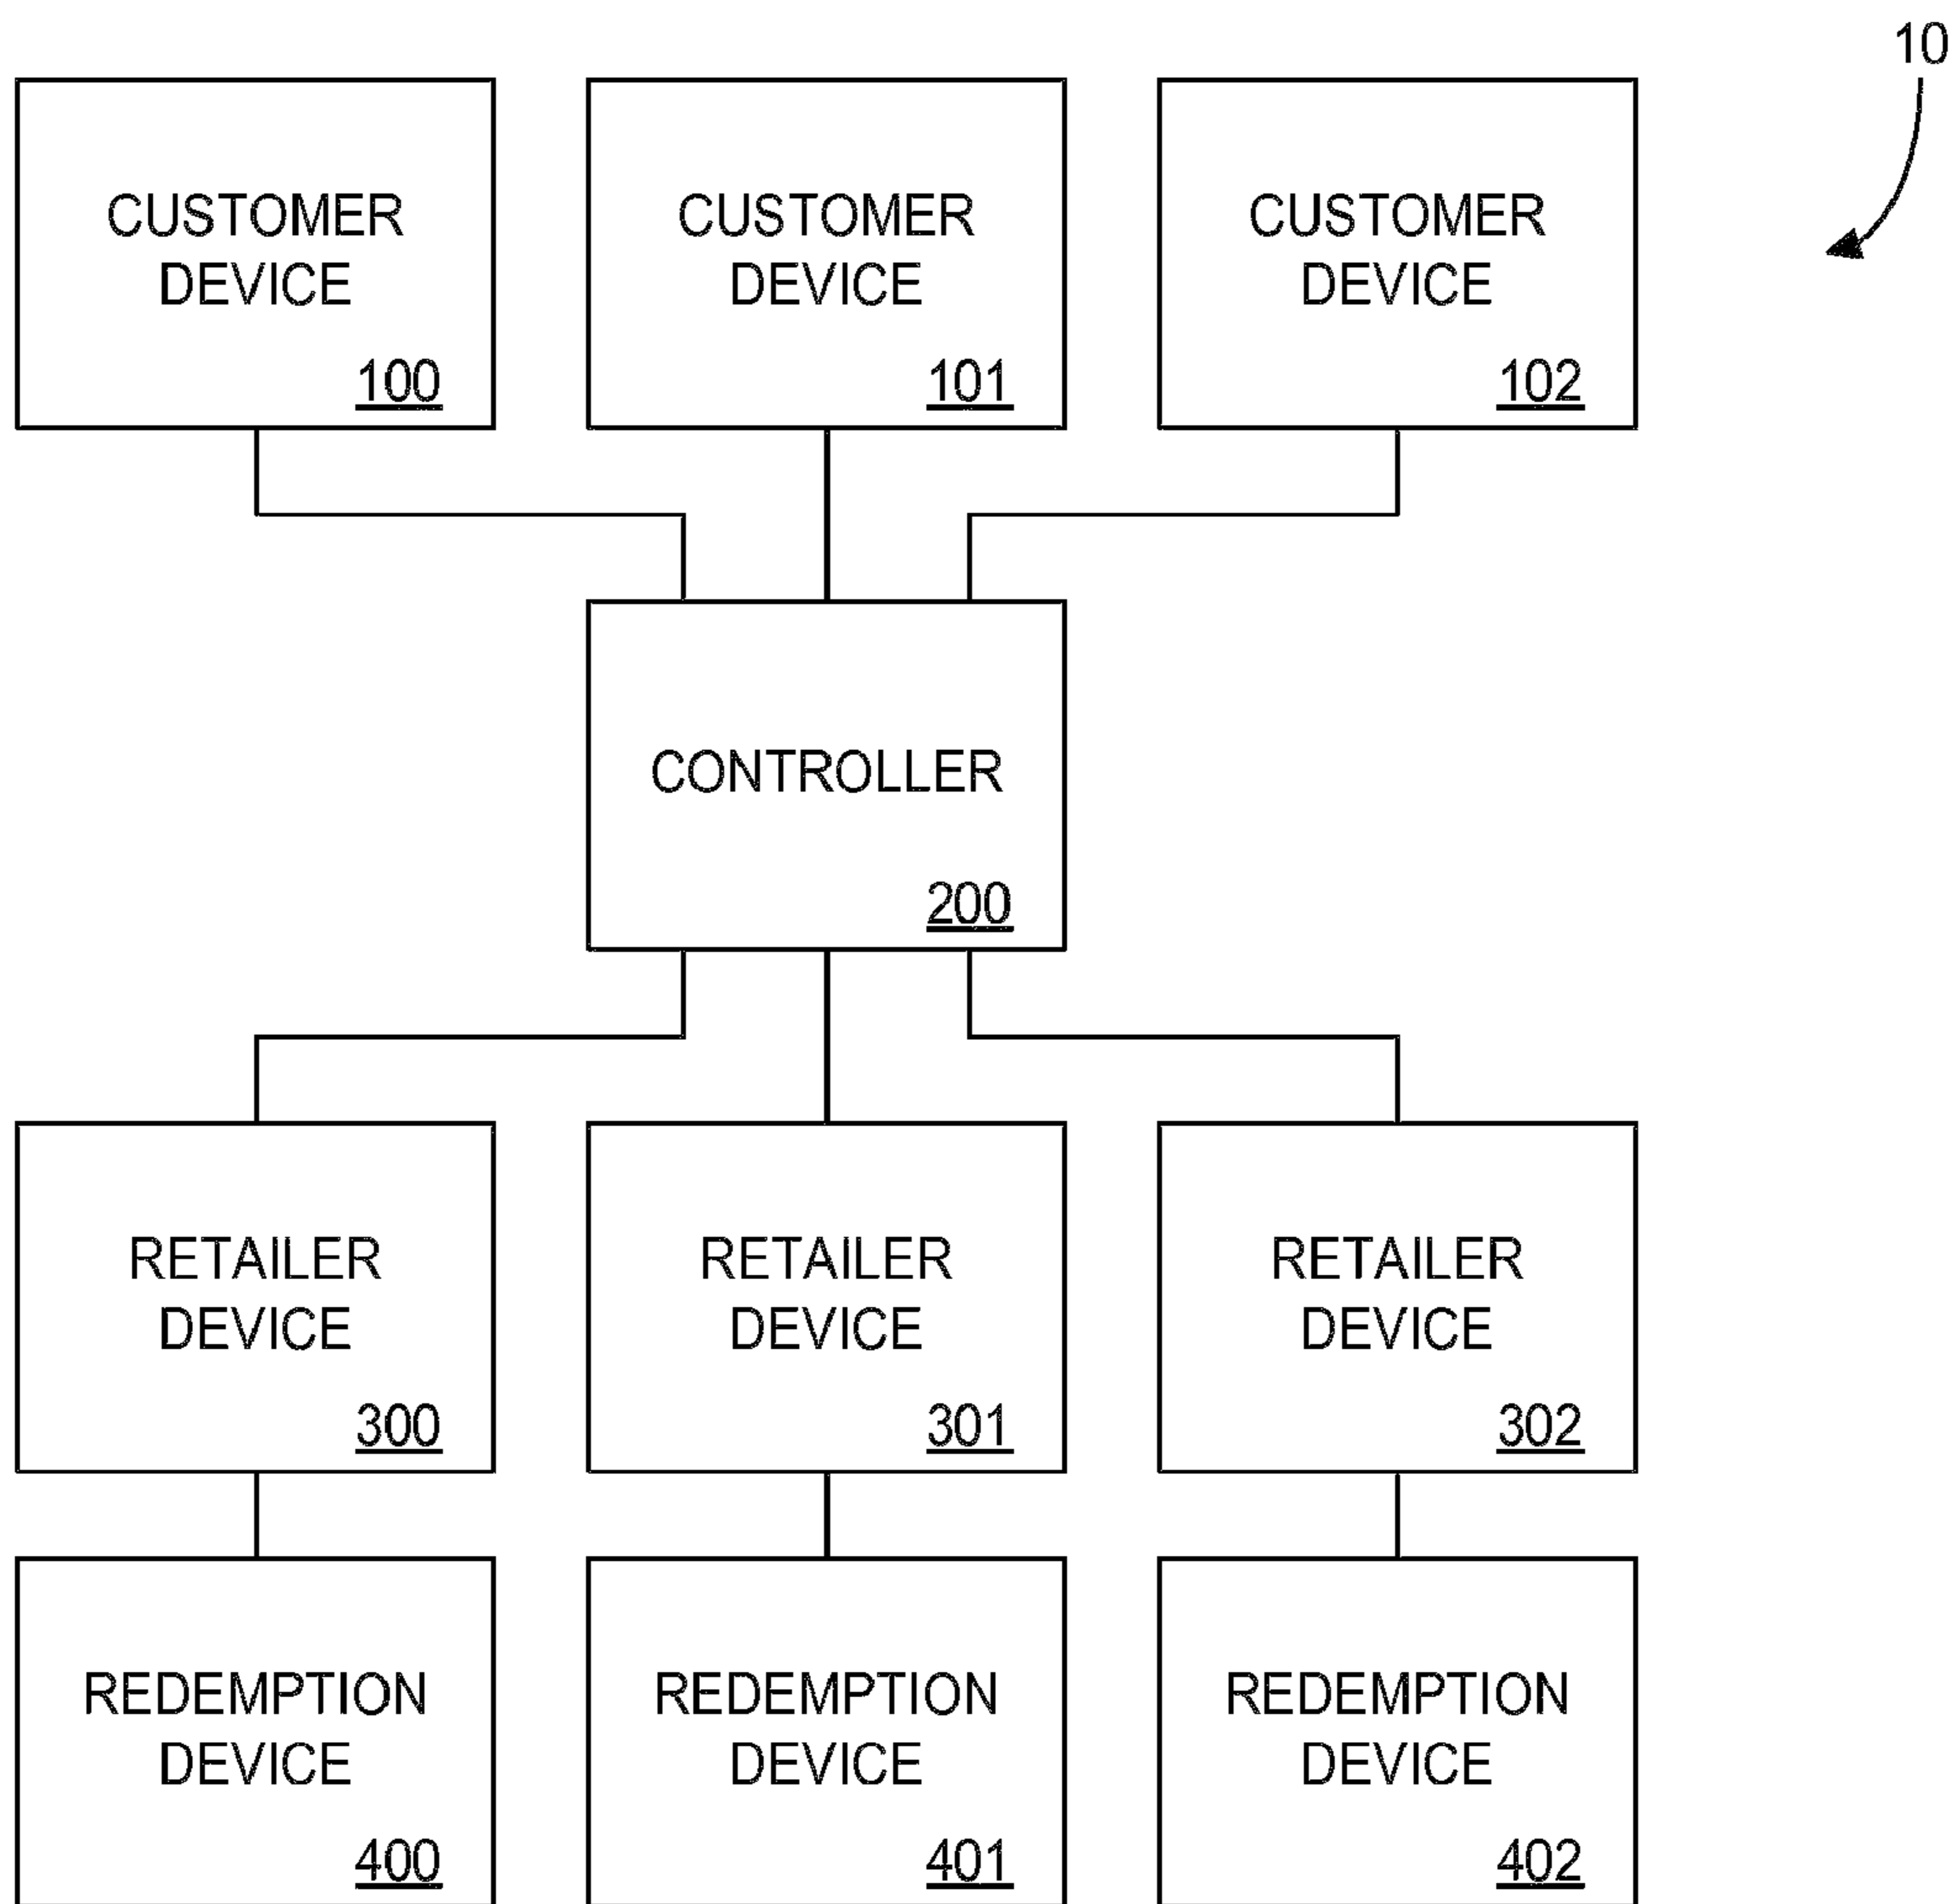 10
CUSTOMER
DEVICE
100
CUSTOMER
DEVICE
101
CUSTOMER
DEVICE
102
CONTROLLER
200
RETAILER
DEVICE
300
RETAILER
DEVICE
301
RETAILER
DEVICE
302
REDEMPTION
DEVICE
400
REDEMPTION
DEVICE
401
REDEMPTION
DEVICE
402